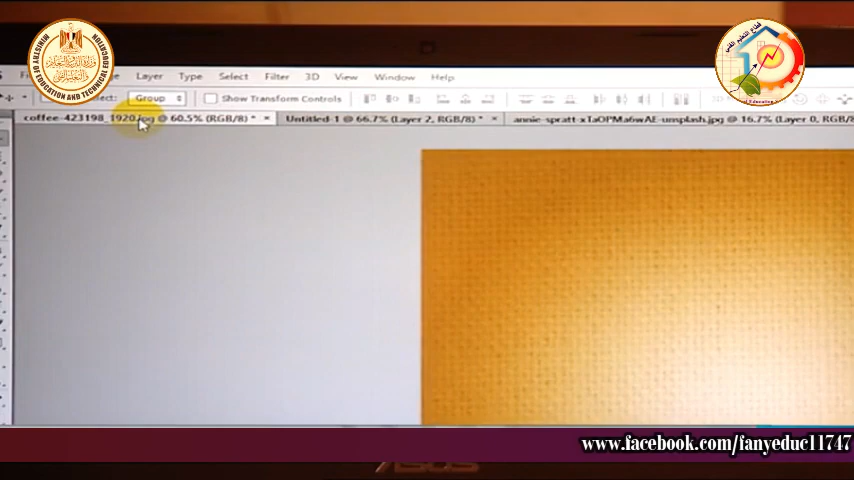 MINISTRY OF EDUCATION AND TECHNICAL EDUCATION
Layer Type Select Filter 3D View Window Help
Group Show Transform Controls
coffee-423198_1920.jpg @ 60.5% (RGB/8) * × Untitled-1 @ 66.7% (Layer 2, RGB/8) * × annie-spratt-xTaOPMa6wAE-unsplash.jpg @ 16.7% (Layer 0, RGB/8
www.facebook.com/fanyeduc11747
ASUS